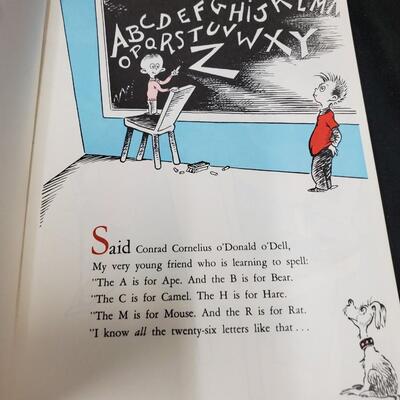 ABCDEFGHIJKLM
OPQRSTUVWXY
Z
Said Conrad Cornelius o'Donald o'Dell,
My very young friend who is learning to spell:
"The A is for Ape. And the B is for Bear.
"The C is for Camel. The H is for Hare.
"The M is for Mouse. And the R is for Rat.
"I know all the twenty-six letters like that . . .